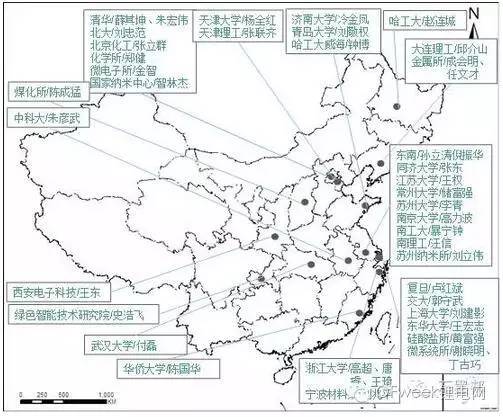 清华/薛其坤、朱宏伟
北大/刘忠范
北京化工/张立群
化学所/郑健
微电子所/金智
国家纳米中心/智林杰
天津大学/杨全红
天津理工/张联齐
济南大学/冷金凤
青岛大学/刘敬权
哈工大威海/钟博
哈工大/赵连城
大连理工/邱介山
金属所/成会明、
任文才
煤化所/陈成猛
中科大/朱彦武
东南/孙立涛倪振华
同济大学/张东
江苏大学/王权
常州大学/储富强
苏州大学/李青
南京大学/高力波
南工大/暴宁钟
南理工/王信
苏州纳米所/刘立伟
西安电子科技/王东
绿色智能技术研究院/史浩飞
武汉大学/付磊
华侨大学/陈国华
复旦/卢红斌
交大/郭守武
上海大学/刘建影
东华大学/王宏志
硅酸盐所/黄富强
微系统所/谢晓明、
丁古巧
浙江大学/高超、
宁波材料
0 250 500 1,000
KM